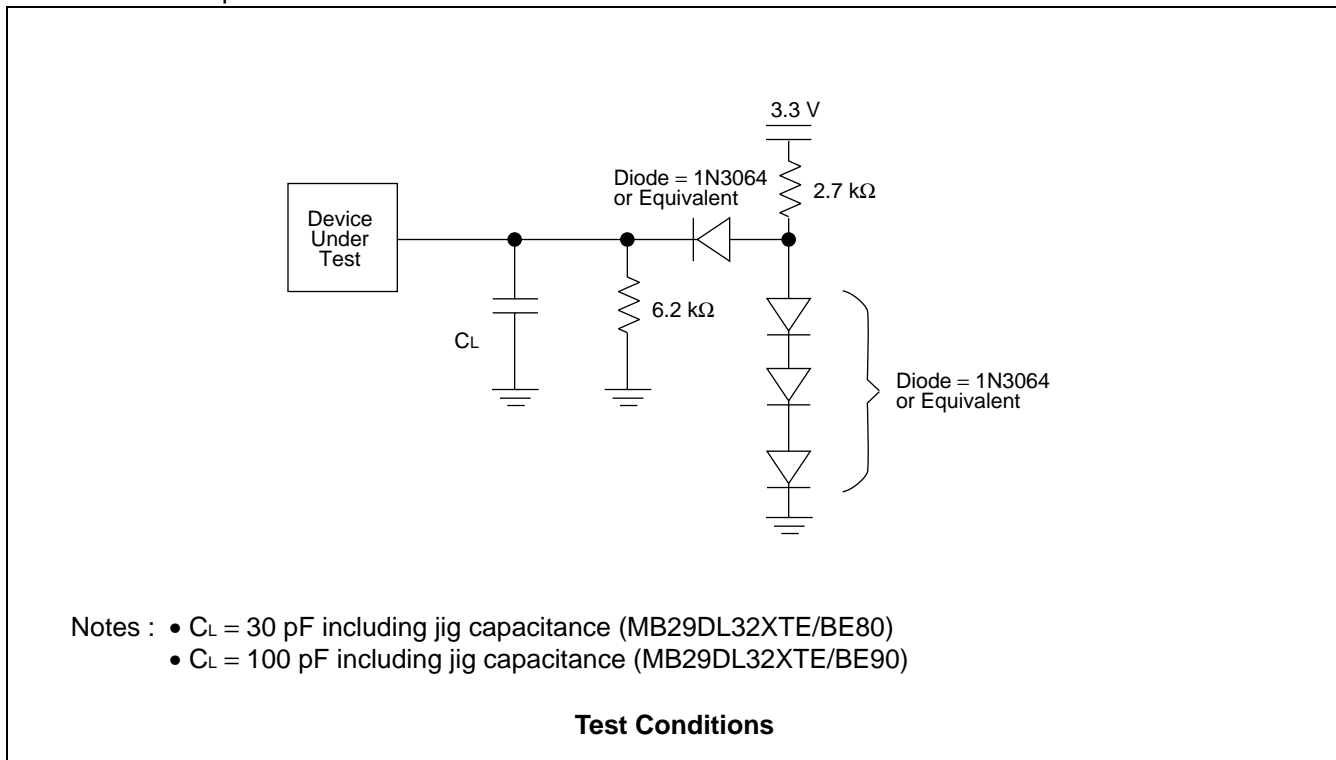 3.3 V
2.7 kΩ
Diode = 1N3064
or Equivalent
Device
Under
Test
6.2 kΩ
CL
Diode = 1N3064
or Equivalent
Notes : • CL = 30 pF including jig capacitance (MB29DL32XTE/BE80)
• CL = 100 pF including jig capacitance (MB29DL32XTE/BE90)
Test Conditions